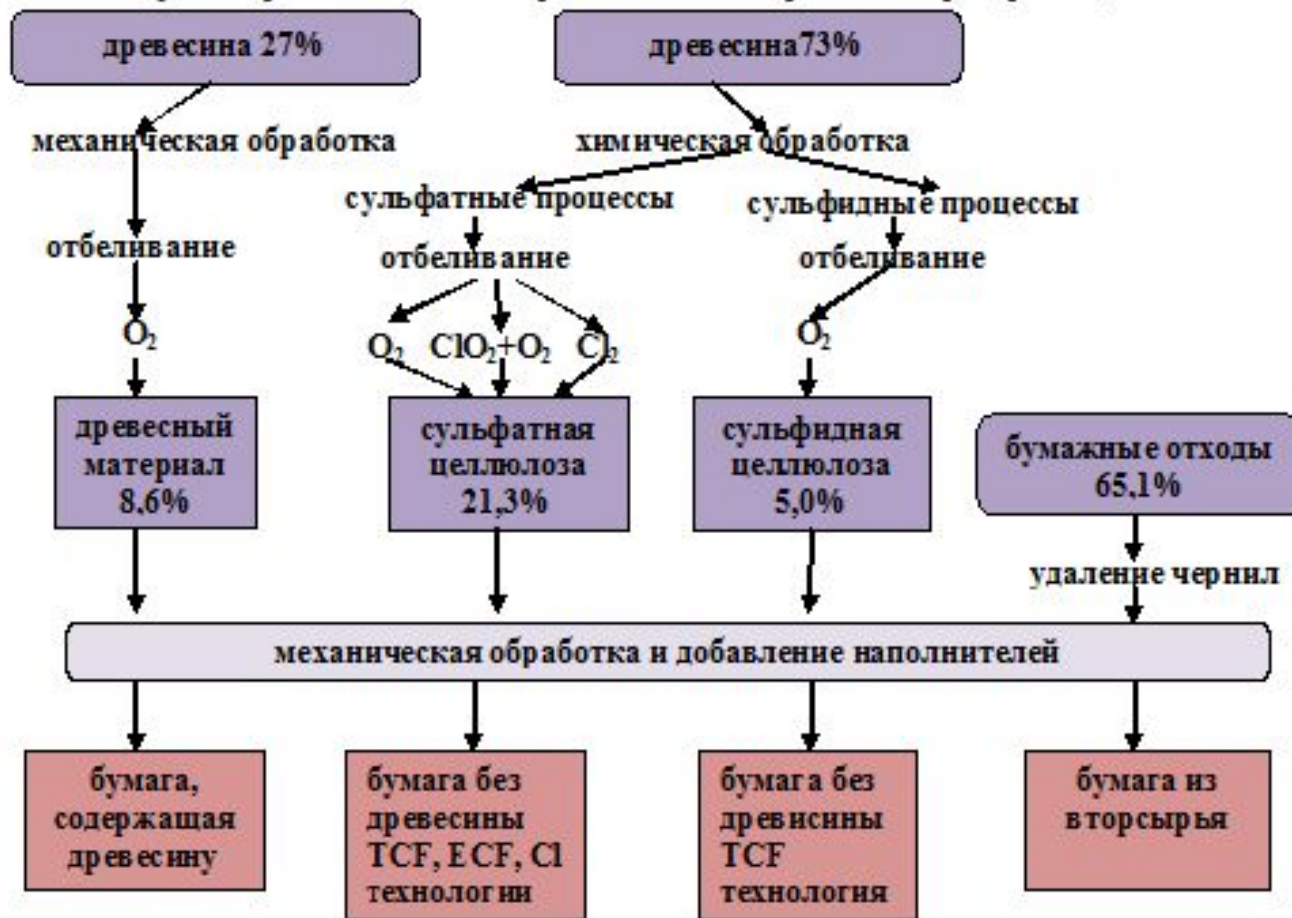 древесина 27%
древесина73%
механическая обработка
химическая обработка
сульфатные процессы
сульфидные процессы
отбеливание
отбеливание
отбеливание
O₂
O₂
ClO₂+O₂
Cl₂
O₂
древесный
материал
8,6%
сульфатная
целлюлоза
21,3%
сульфидная
целлюлоза
5,0%
бумажные отходы
65,1%
удаление чернил
механическая обработка и добавление наполнителей
бумага,
содержащая
древесину
бумага без
древесины
TCF, ECF, Cl
технологии
бумага без
древисины
TCF
технология
бумага из
вторсырья